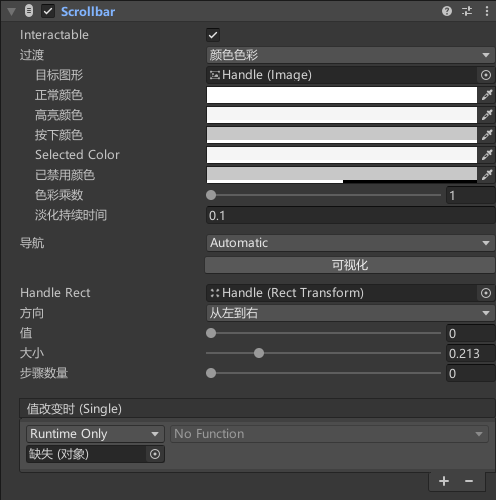 Scrollbar
Interactable
过渡 颜色色彩
目标图形 Handle (Image)
正常颜色
高亮颜色
按下颜色
Selected Color
已禁用颜色
色彩乘数 1
淡化持续时间 0.1
导航 Automatic
可视化
Handle Rect Handle (Rect Transform)
方向 从左到右
值 0
大小 0.213
步骤数量 0
值改变时 (Single)
Runtime Only No Function
缺失 (对象)